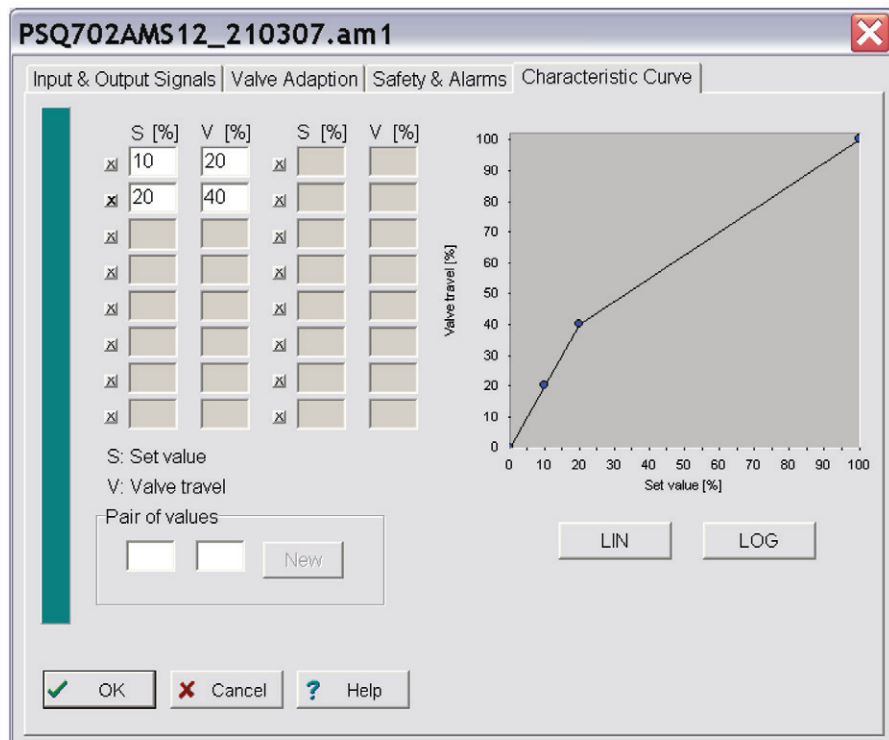 PSQ702AMS12_210307.am1
Input & Output Signals
Valve Adaption
Safety & Alarms
Characteristic Curve
S [%] V [%] S [%] V [%]
x 10 20 x
x 20 40 x
x x
x x
x x
x x
x x
x x
S: Set value
V: Valve travel
Pair of values
New
Valve travel [%]
100
90
80
70
60
50
40
30
20
10
0
0 10 20 30 40 50 60 70 80 90 100
Set value [%]
LIN LOG
OK Cancel ? Help